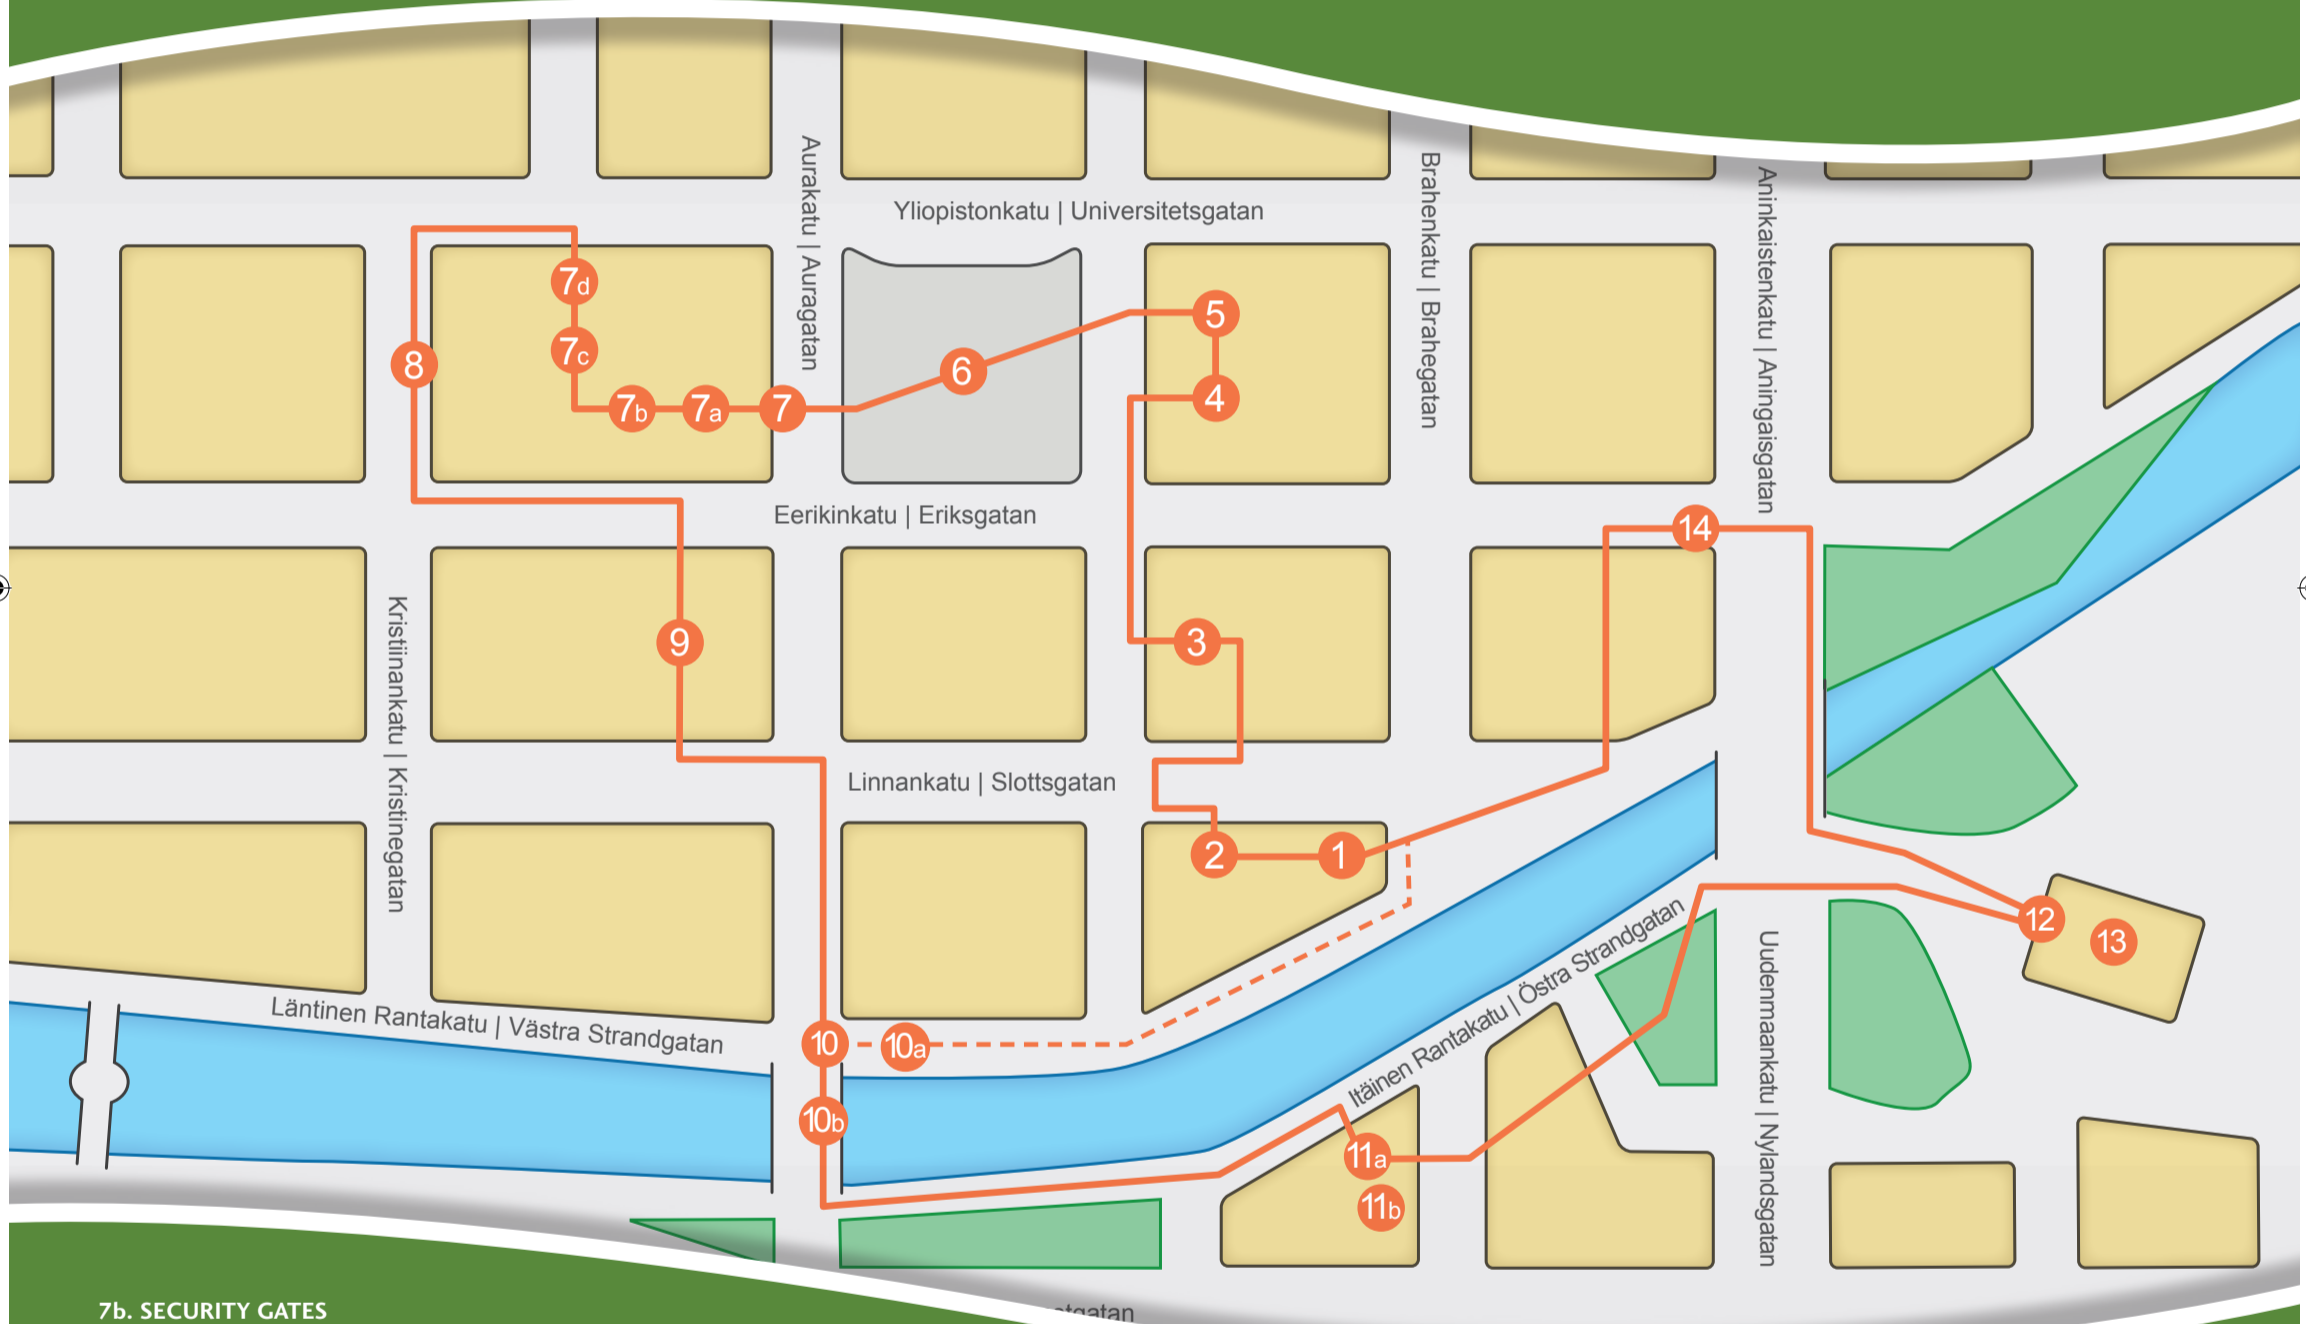 Aurakatu | Auragatan
Brahenkatu | Brahegatan
Aninkaistenkatu | Aningaisgatan
Yliopistonkatu | Universitetsgatan
7d
5
7c
8
6
4
7b
7a
7
Eerikinkatu | Eriksgatan
14
Kristiinankatu | Kristinegatan
9
3
Linnankatu | Slottsgatan
2
1
12
13
Itäinen Rantakatu | Östra Strandgatan
Uudenmaankatu | Nylandsgatan
Läntinen Rantakatu | Västra Strandgatan
10
10a
10b
11a
11b
7b. SECURITY GATES